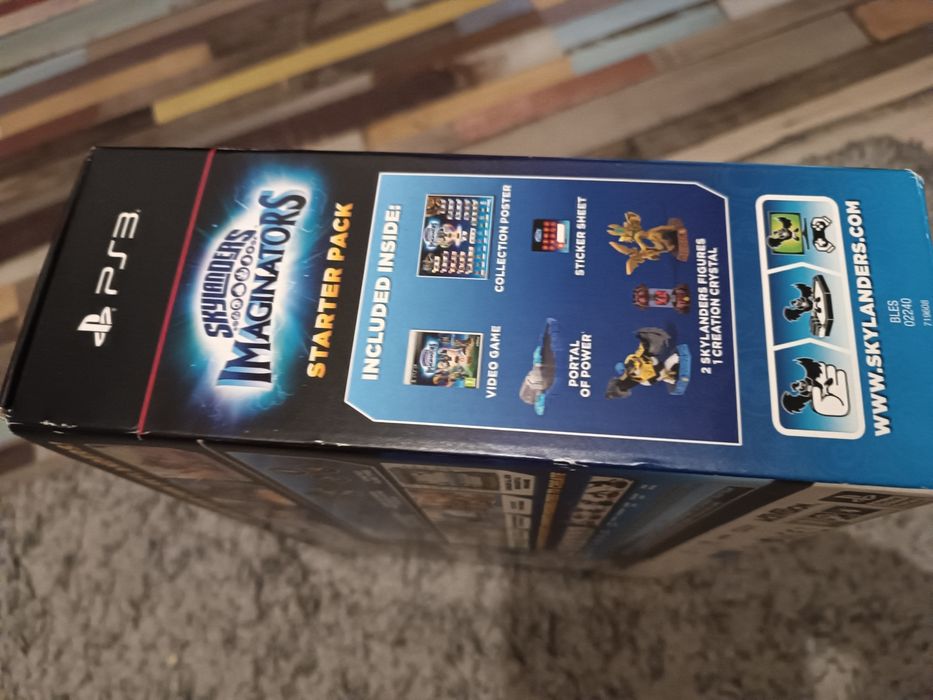 PS3
SKYLANDERS
IMAGINATORS
STARTER PACK
INCLUDED INSIDE:
VIDEO GAME
COLLECTION POSTER
PORTAL
OF POWER
STICKER SHEET
2 SKYLANDERS FIGURES
1 CREATION CRYSTAL
WWW.SKYLANDERS.COM
BLES
02240
719608